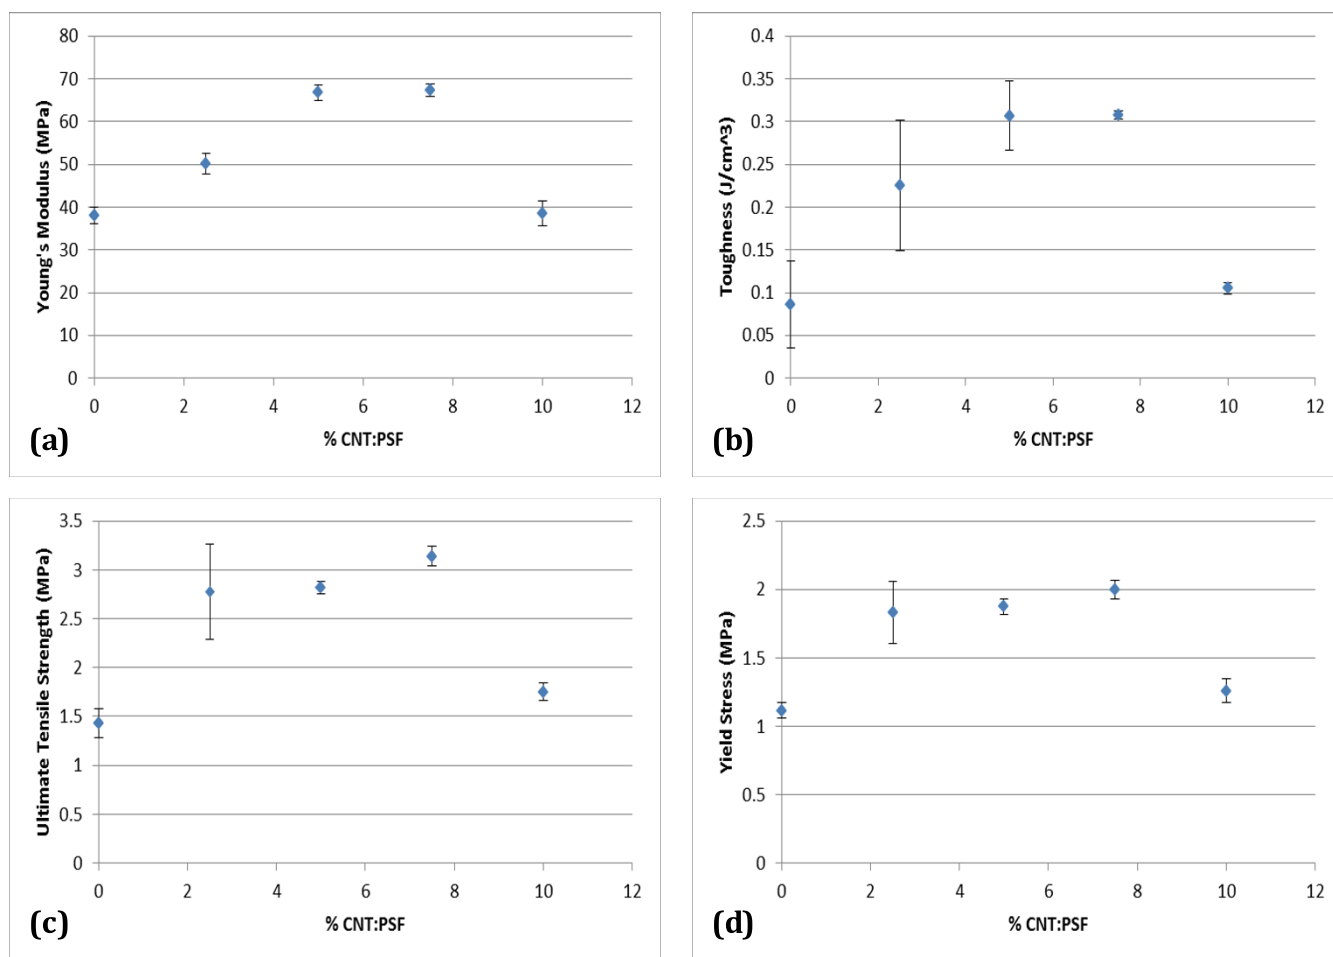 80
70
60
50
40
30
20
10
0
Young's Modulus (MPa)
0 2 4 6 8 10 12
% CNT:PSF
(a)
0.4
0.35
0.3
0.25
0.2
0.15
0.1
0.05
0
Toughness (J/cm^3)
0 2 4 6 8 10 12
% CNT:PSF
(b)
3.5
3
2.5
2
1.5
1
0.5
0
Ultimate Tensile Strength (MPa)
0 2 4 6 8 10 12
% CNT:PSF
(c)
2.5
2
1.5
1
0.5
0
Yield Stress (MPa)
0 2 4 6 8 10 12
% CNT:PSF
(d)